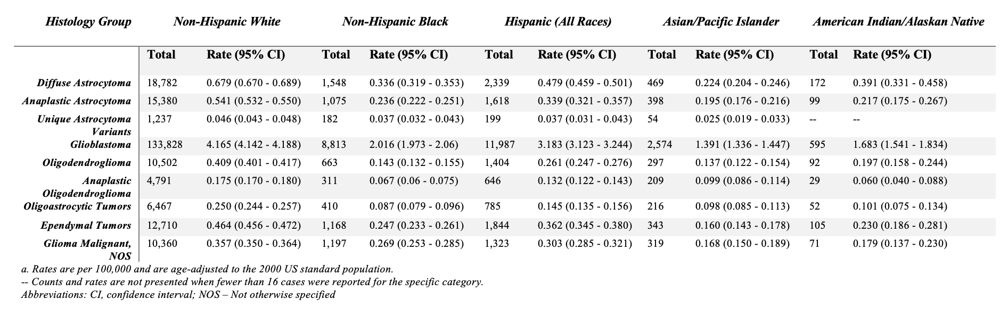 Histology Group Non-Hispanic White Non-Hispanic Black Hispanic (All Races) Asian/Pacific Islander American Indian/Alaskan Native
Total Rate (95% CI) Total Rate (95% CI) Total Rate (95% CI) Total Rate (95% CI) Total Rate (95% CI)
Diffuse Astrocytoma 18,782 0.679 (0.670 - 0.689) 1,548 0.336 (0.319 - 0.353) 2,339 0.479 (0.459 - 0.501) 469 0.224 (0.204 - 0.246) 172 0.391 (0.331 - 0.458)
Anaplastic Astrocytoma 15,380 0.541 (0.532 - 0.550) 1,075 0.236 (0.222 - 0.251) 1,618 0.339 (0.321 - 0.357) 398 0.195 (0.176 - 0.216) 99 0.217 (0.175 - 0.267)
Unique Astrocytoma 1,237 0.046 (0.043 - 0.048) 182 0.037 (0.032 - 0.043) 199 0.037 (0.031 - 0.043) 54 0.025 (0.019 - 0.033) -- --
Variants
Glioblastoma 133,828 4.165 (4.142 - 4.188) 8,813 2.016 (1.973 - 2.06) 11,987 3.183 (3.123 - 3.244) 2,574 1.391 (1.336 - 1.447) 595 1.683 (1.541 - 1.834)
Oligodendroglioma 10,502 0.409 (0.401 - 0.417) 663 0.143 (0.132 - 0.155) 1,404 0.261 (0.247 - 0.276) 297 0.137 (0.122 - 0.154) 92 0.197 (0.158 - 0.244)
Anaplastic 4,791 0.175 (0.170 - 0.180) 311 0.067 (0.06 - 0.075) 646 0.132 (0.122 - 0.143) 209 0.099 (0.086 - 0.114) 29 0.060 (0.040 - 0.088)
Oligodendroglioma
Oligoastrocytic Tumors 6,467 0.250 (0.244 - 0.257) 410 0.087 (0.079 - 0.096) 785 0.145 (0.135 - 0.156) 216 0.098 (0.085 - 0.113) 52 0.101 (0.075 - 0.134)
Ependymal Tumors 12,710 0.464 (0.456 - 0.472) 1,168 0.247 (0.233 - 0.261) 1,844 0.362 (0.345 - 0.380) 343 0.160 (0.143 - 0.178) 105 0.230 (0.186 - 0.281)
Glioma Malignant, 10,360 0.357 (0.350 - 0.364) 1,197 0.269 (0.253 - 0.285) 1,323 0.303 (0.285 - 0.321) 319 0.168 (0.150 - 0.189) 71 0.179 (0.137 - 0.230)
NOS
a. Rates are per 100,000 and are age-adjusted to the 2000 US standard population.
-- Counts and rates are not presented when fewer than 16 cases were reported for the specific category.
Abbreviations: CI, confidence interval; NOS – Not otherwise specified